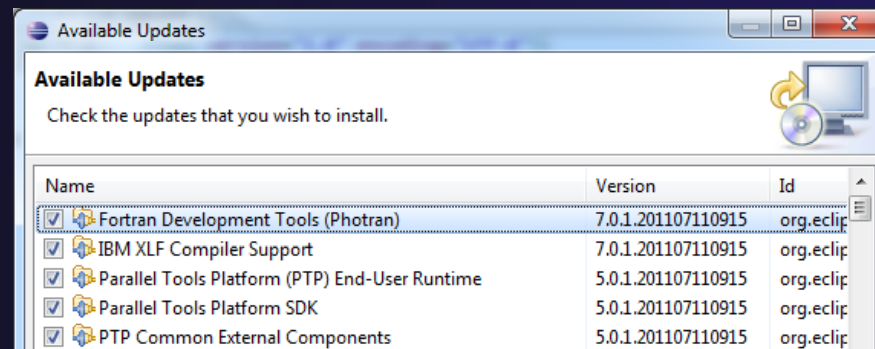 Available Updates
Available Updates
Check the updates that you wish to install.
Name Version Id
Fortran Development Tools (Photran) 7.0.1.201107110915 org.eclip
IBM XLF Compiler Support 7.0.1.201107110915 org.eclip
Parallel Tools Platform (PTP) End-User Runtime 5.0.1.201107110915 org.eclip
Parallel Tools Platform SDK 5.0.1.201107110915 org.eclip
PTP Common External Components 5.0.1.201107110915 org.eclip